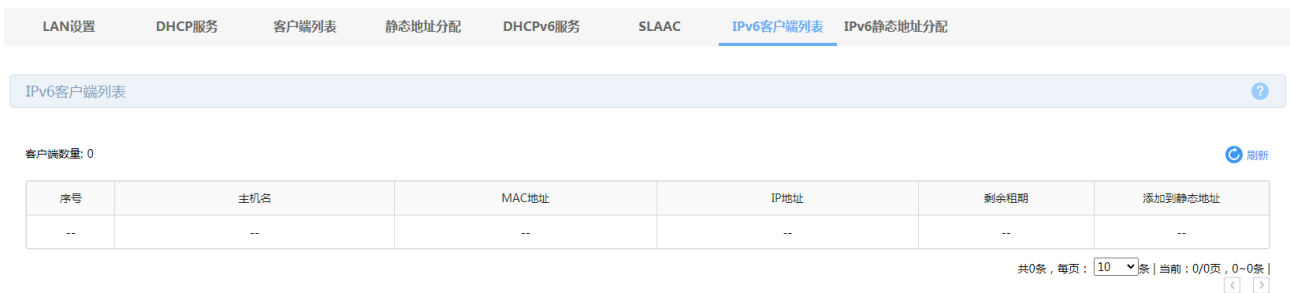 LAN设置 DHCP服务 客户端列表 静态地址分配 DHCPv6服务 SLAAC IPv6客户端列表 IPv6静态地址分配
IPv6客户端列表 ?
客户端数量: 0 刷新
序号 主机名 MAC地址 IP地址 剩余租期 添加到静态地址
-- -- -- -- -- --
共0条，每页： 10 条 | 当前：0/0页，0~0条 |
< >